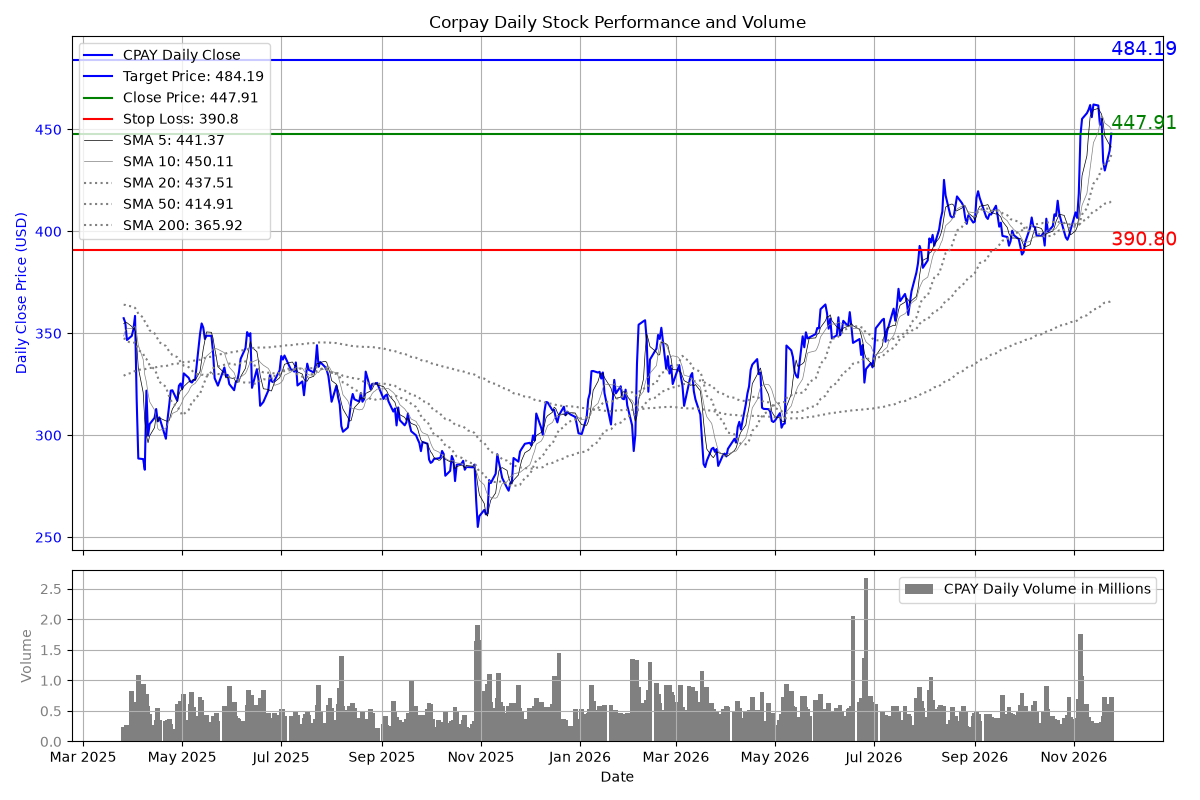 Corpay Daily Stock Performance and Volume
484.19
CPAY Daily Close
Target Price: 484.19
Close Price: 447.91
Stop Loss: 390.8
SMA 5: 441.37
SMA 10: 450.11
SMA 20: 437.51
SMA 50: 414.91
SMA 200: 365.92
447.91
390.80
450
400
350
300
250
Daily Close Price (USD)
CPAY Daily Volume in Millions
2.5
2.0
1.5
1.0
0.5
0.0
Volume
Mar 2025 May 2025 Jul 2025 Sep 2025 Nov 2025 Jan 2026 Mar 2026 May 2026 Jul 2026 Sep 2026 Nov 2026
Date